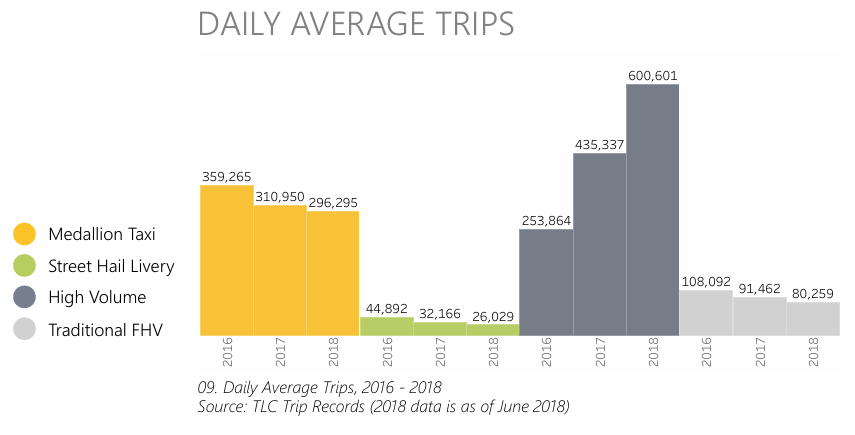 DAILY AVERAGE TRIPS
600,601
435,337
359,265
310,950
296,295
253,864
108,092
91,462
80,259
44,892
32,166
26,029
Medallion Taxi
Street Hail Livery
High Volume
Traditional FHV
2016 2017 2018 2016 2017 2018 2016 2017 2018 2016 2017 2018
09. Daily Average Trips, 2016 - 2018
Source: TLC Trip Records (2018 data is as of June 2018)